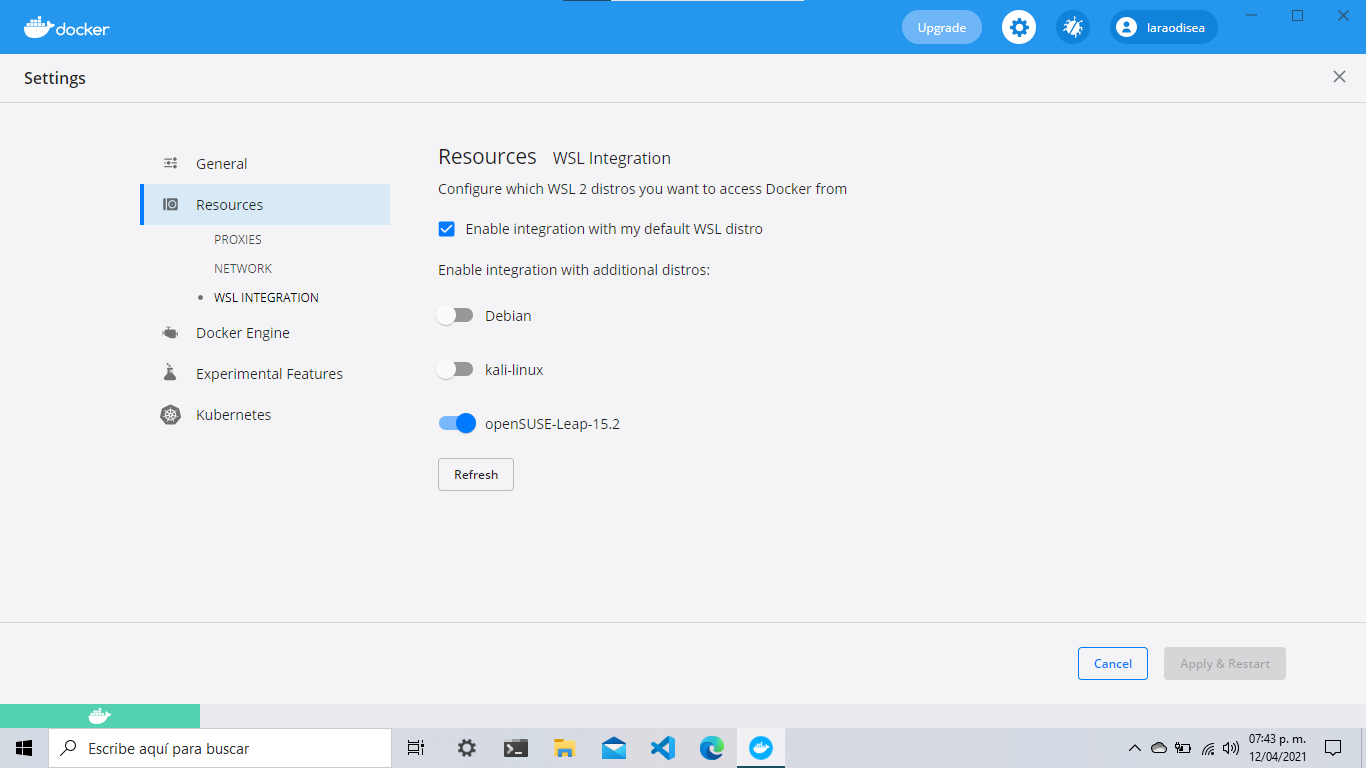 docker
Upgrade
laraodisea
Settings
General
Resources
PROXIES
NETWORK
WSL INTEGRATION
Docker Engine
Experimental Features
Kubernetes
Resources WSL Integration
Configure which WSL 2 distros you want to access Docker from
Enable integration with my default WSL distro
Enable integration with additional distros:
Debian
kali-linux
openSUSE-Leap-15.2
Refresh
Cancel
Apply & Restart
Escribe aquí para buscar
07:43 p. m.
12/04/2021